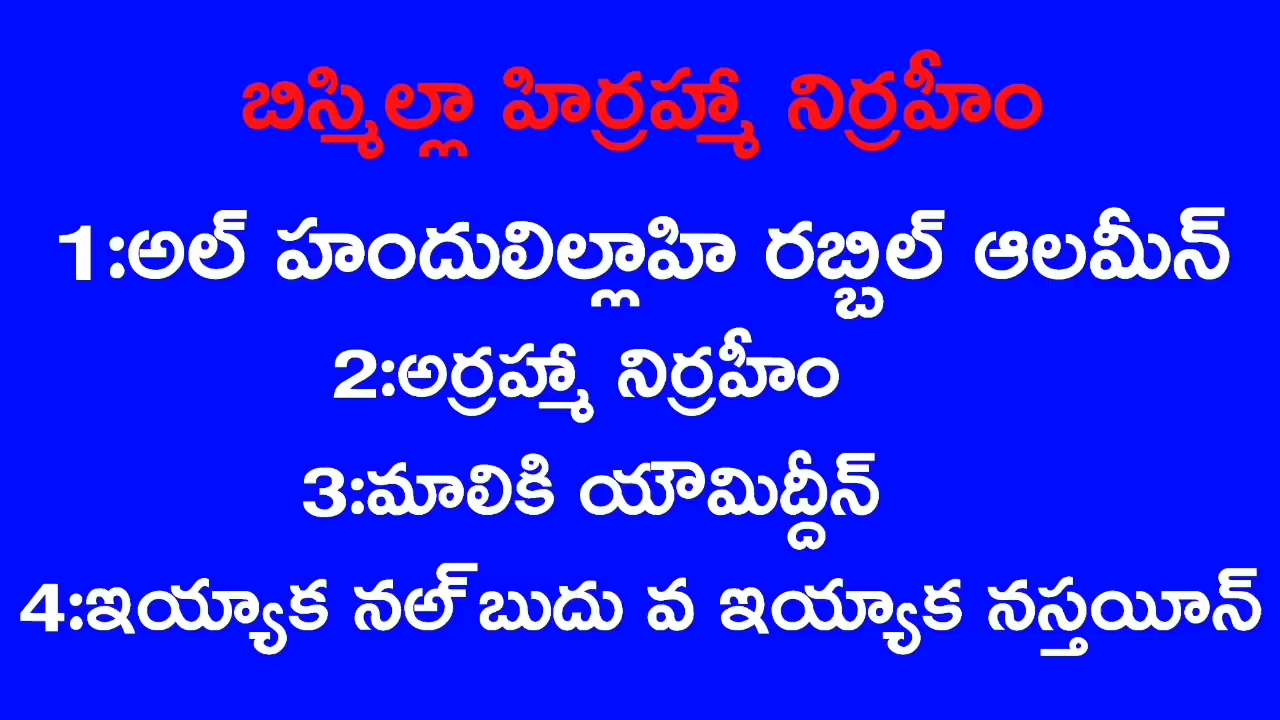 బిస్మిల్లా హిర్రహ్మా నిర్రహీం
1:అల్ హందులిల్లాహి రబ్బిల్ ఆలమీన్
2:అర్రహ్మా నిర్రహీం
3:మాలికి యౌమిద్దీన్
4:ఇయ్యాక నఅ్ బుదు వ ఇయ్యాక నస్తయీన్